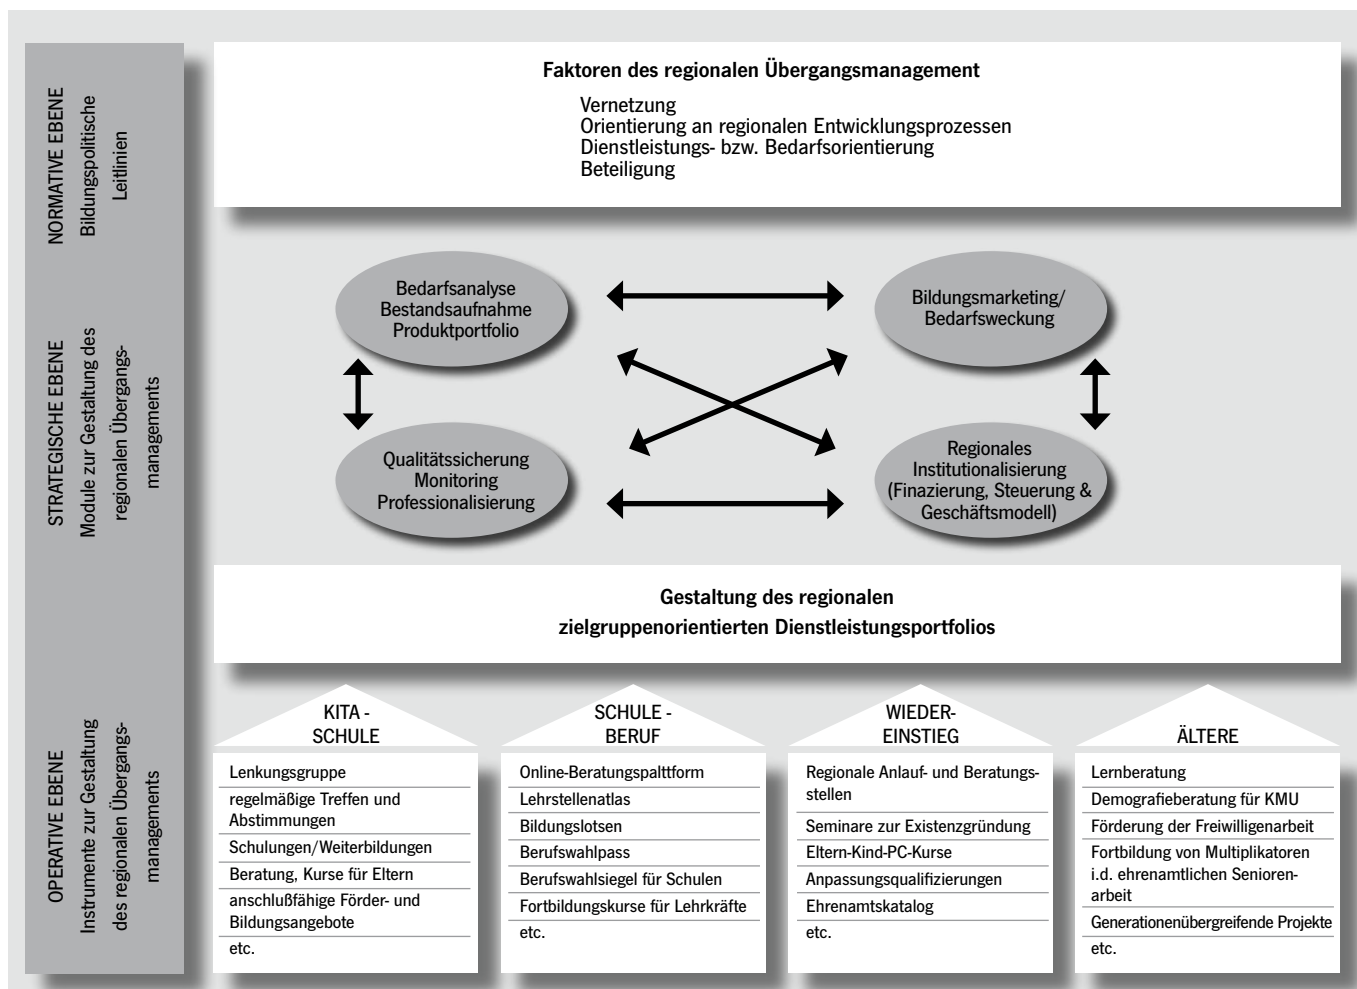 NORMATIVE EBENE
Bildungspolitische
Leitlinien
Faktoren des regionalen Übergangsmanagement
Vernetzung
Orientierung an regionalen Entwicklungsprozessen
Dienstleistungs- bzw. Bedarfsorientierung
Beteiligung
STRATEGISCHE EBENE
Module zur Gestaltung des
regionalen Übergangs-
managements
Bedarfsanalyse
Bestandsaufnahme
Produktportfolio
Bildungsmarketing/
Bedarfsweckung
Qualitätssicherung
Monitoring
Professionalisierung
Regionales
Institutionalisierung
(Finazierung, Steuerung &
Geschäftsmodell)
Gestaltung des regionalen
zielgruppenorientierten Dienstleistungsportfolios
OPERATIVE EBENE
Instrumente zur Gestaltung
des regionalen Übergangs-
managements
KITA -
SCHULE
Lenkungsgruppe
regelmäßige Treffen und
Abstimmungen
Schulungen/Weiterbildungen
Beratung, Kurse für Eltern
anschlußfähige Förder- und
Bildungsangebote
etc.
SCHULE -
BERUF
Online-Beratungspalttform
Lehrstellenatlas
Bildungslotsen
Berufswahlpass
Berufswahlsiegel für Schulen
Fortbildungskurse für Lehrkräfte
etc.
WIEDER-
EINSTIEG
Regionale Anlauf- und Beratungs-
stellen
Seminare zur Existenzgründung
Eltern-Kind-PC-Kurse
Anpassungsqualifizierungen
Ehrenamtskatalog
etc.
ÄLTERE
Lernberatung
Demografieberatung für KMU
Förderung der Freiwilligenarbeit
Fortbildung von Multiplikatoren
i.d. ehrenamtlichen Senioren-
arbeit
Generationenübergreifende Projekte
etc.